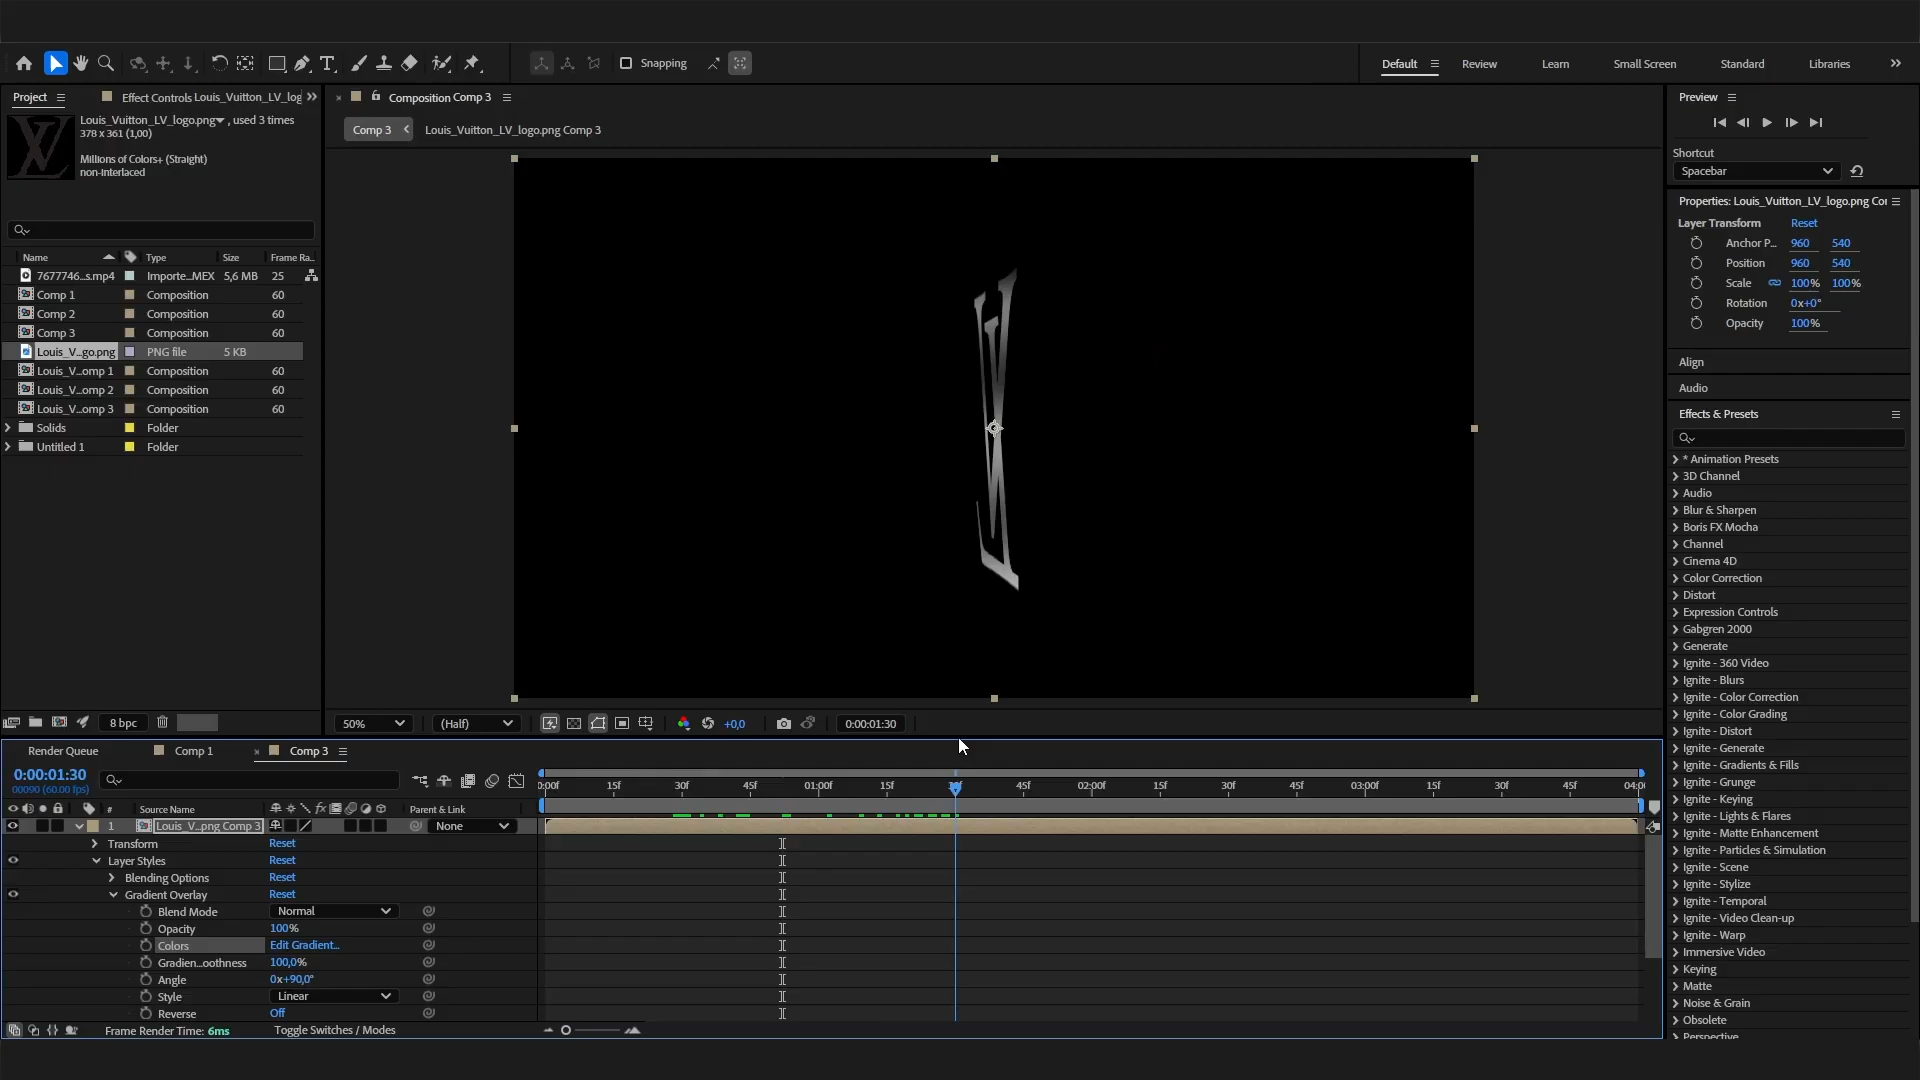 Snapping
Default
Review
Learn
Small Screen
Standard
Libraries
Project
Effect Controls Louis_Vuitton_LV_log
Louis_Vuitton_LV_logo.png , used 3 times
378 x 361 (1,00)
Millions of Colors+ (Straight)
non-interlaced
Name Type Size Frame Ra..
7677746...s.mp4 Importe...MEX 5,6 MB 25
Comp 1 Composition 60
Comp 2 Composition 60
Comp 3 Composition 60
Louis_V...go.png PNG file 5 KB
Louis_V...omp 1 Composition 60
Louis_V...omp 2 Composition 60
Louis_V...omp 3 Composition 60
Solids Folder
Untitled 1 Folder
8 bpc
Composition Comp 3
Comp 3
Louis_Vuitton_LV_logo.png Comp 3
50%
(Half)
+0,0
0:00:01:30
Preview
Shortcut
Spacebar
Properties: Louis_Vuitton_LV_logo.png Coi
Layer Transform Reset
Anchor P... 960 540
Position 960 540
Scale 100% 100%
Rotation 0x+0°
Opacity 100%
Align
Audio
Effects & Presets
* Animation Presets
3D Channel
Audio
Blur & Sharpen
Boris FX Mocha
Channel
Cinema 4D
Color Correction
Distort
Expression Controls
Gabgren 2000
Generate
Ignite - 360 Video
Ignite - Blurs
Ignite - Color Correction
Ignite - Color Grading
Ignite - Distort
Ignite - Generate
Ignite - Gradients & Fills
Ignite - Grunge
Ignite - Keying
Ignite - Lights & Flares
Ignite - Matte Enhancement
Ignite - Particles & Simulation
Ignite - Scene
Ignite - Stylize
Ignite - Temporal
Ignite - Video Clean-up
Ignite - Warp
Immersive Video
Keying
Matte
Noise & Grain
Obsolete
Perspective
Render Queue
Comp 1
Comp 3
0:00:01:30
00090 (60.00 fps)
# Source Name
Parent & Link
1 Louis_V...png Comp 3
None
Transform Reset
Layer Styles Reset
Blending Options Reset
Gradient Overlay Reset
Blend Mode Normal
Opacity 100%
Colors Edit Gradient...
Gradien...oothness 100,0%
Angle 0x+90,0°
Style Linear
Reverse Off
Frame Render Time: 6ms
Toggle Switches / Modes
0:00f 15f 30f 45f 01:00f 15f 45f 02:00f 15f 30f 45f 03:00f 15f 30f 45f 04:0